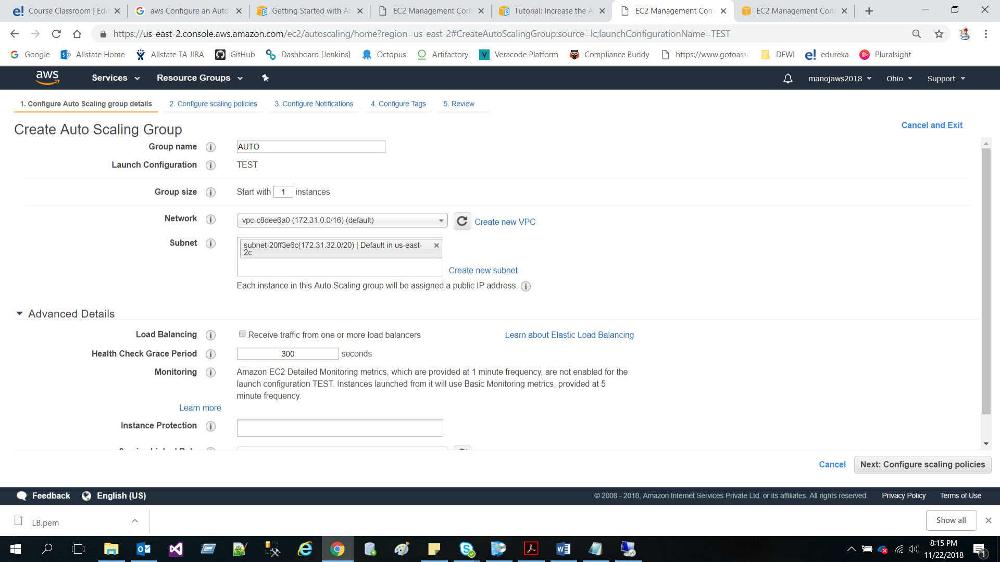 Course Classroom | Edu
aws Configure an Auto
Getting Started with Am
EC2 Management Cons
Tutorial: Increase the A
EC2 Management Cons
EC2 Management Cons
https://us-east-2.console.aws.amazon.com/ec2/autoscaling/home?region=us-east-2#CreateAutoScalingGroup:source=lc;launchConfigurationName=TEST
Google
Allstate Home
Allstate TA JIRA
GitHub
Dashboard [Jenkins]
Octopus
Artifactory
Veracode Platform
Compliance Buddy
https://www.gotoassi
DEWI
edureka
Pluralsight
aws
Services
Resource Groups
manojaws2018
Ohio
Support
1. Configure Auto Scaling group details
2. Configure scaling policies
3. Configure Notifications
4. Configure Tags
5. Review
Create Auto Scaling Group
Cancel and Exit
Group name
AUTO
Launch Configuration
TEST
Group size
Start with 1 instances
Network
vpc-c8dee6a0 (172.31.0.0/16) (default)
Create new VPC
Subnet
subnet-20ff3e6c(172.31.32.0/20) | Default in us-east-
2c
Create new subnet
Each instance in this Auto Scaling group will be assigned a public IP address.
Advanced Details
Load Balancing
Receive traffic from one or more load balancers
Learn about Elastic Load Balancing
Health Check Grace Period
300 seconds
Monitoring
Amazon EC2 Detailed Monitoring metrics, which are provided at 1 minute frequency, are not enabled for the
launch configuration TEST. Instances launched from it will use Basic Monitoring metrics, provided at 5
minute frequency.
Learn more
Instance Protection
Cancel
Next: Configure scaling policies
Feedback
English (US)
© 2008 - 2018, Amazon Internet Services Private Ltd. or its affiliates. All rights reserved.
Privacy Policy
Terms of Use
LB.pem
Show all
8:15 PM
11/22/2018
1